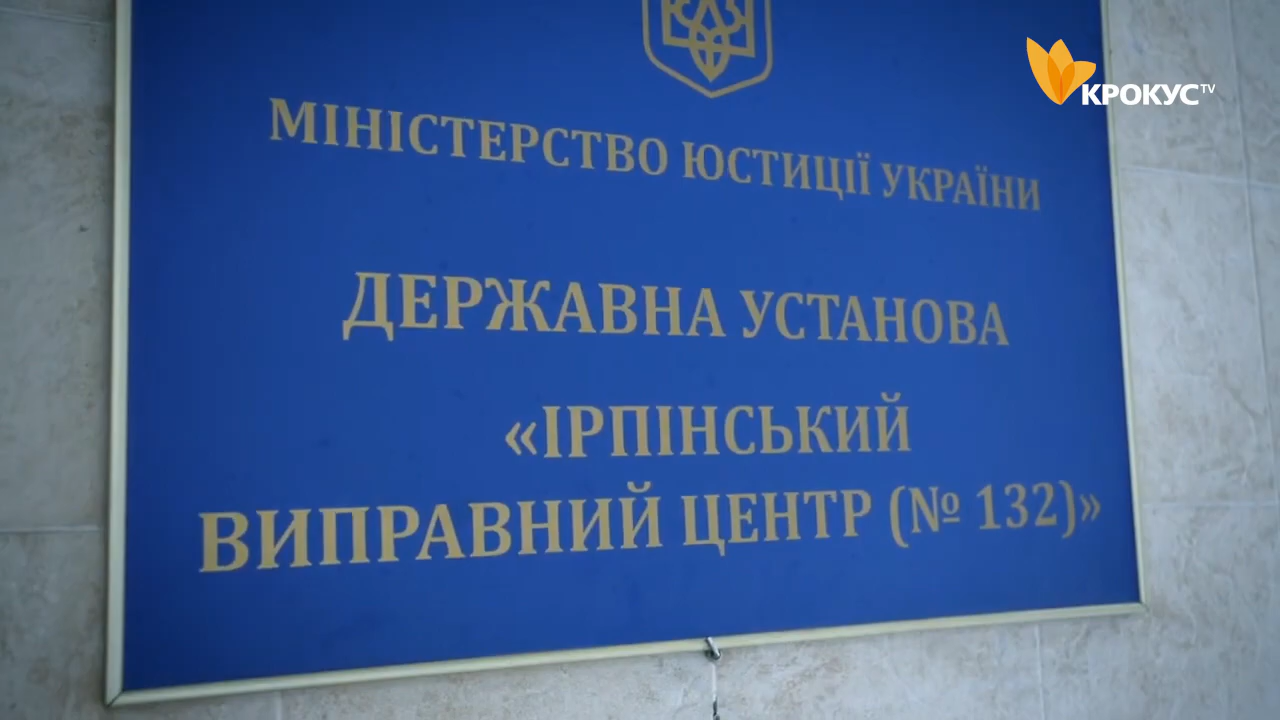 КРОКУС TV
МІНІСТЕРСТВО ЮСТИЦІЇ УКРАЇНИ
ДЕРЖАВНА УСТАНОВА
«ІРПІНСЬКИЙ
ВИПРАВНИЙ ЦЕНТР (№ 132)»